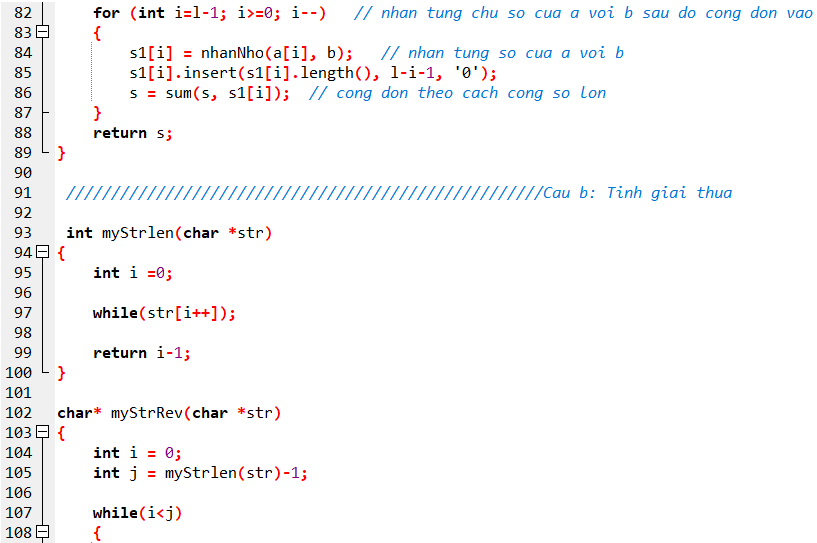 82 for (int i=l-1; i>=0; i--) // nhan tung chu so cua a voi b sau do cong don vao
83 {
84 s1[i] = nhanNho(a[i], b); // nhan tung so cua a voi b
85 s1[i].insert(s1[i].length(), l-i-1, '0');
86 s = sum(s, s1[i]); // cong don theo cach cong so lon
87 }
88 return s;
89 }
90
91 /////////////////////////////////////////////////////Cau b: Tinh giai thua
92
93 int myStrlen(char *str)
94 {
95 int i =0;
96
97 while(str[i++]);
98
99 return i-1;
100 }
101
102 char* myStrRev(char *str)
103 {
104 int i = 0;
105 int j = myStrlen(str)-1;
106
107 while(i<j)
108 {